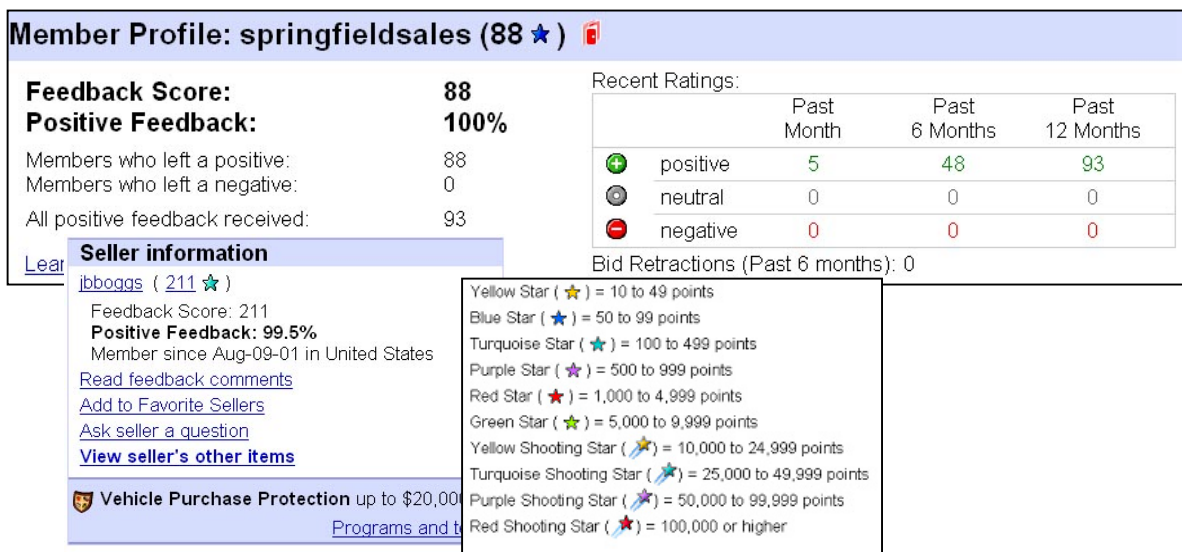 Member Profile: springfieldsales (88)
Feedback Score: 88
Positive Feedback: 100%
Members who left a positive: 88
Members who left a negative: 0
All positive feedback received: 93
Recent Ratings:
Past Month Past 6 Months Past 12 Months
positive 5 48 93
neutral 0 0 0
negative 0 0 0
Bid Retractions (Past 6 months): 0
Seller information
jbboggs ( 211 )
Feedback Score: 211
Positive Feedback: 99.5%
Member since Aug-09-01 in United States
Read feedback comments
Add to Favorite Sellers
Ask seller a question
View seller's other items
Vehicle Purchase Protection up to
Programs and
Yellow Star ( ) = 10 to 49 points
Blue Star ( ) = 50 to 99 points
Turquoise Star ( ) = 100 to 499 points
Purple Star ( ) = 500 to 999 points
Red Star ( ) = 1,000 to 4,999 points
Green Star ( ) = 5,000 to 9,999 points
Yellow Shooting Star ( ) = 10,000 to 24,999 points
Turquoise Shooting Star ( ) = 25,000 to 49,999 points
Purple Shooting Star ( ) = 50,000 to 99,999 points
Red Shooting Star ( ) = 100,000 or higher